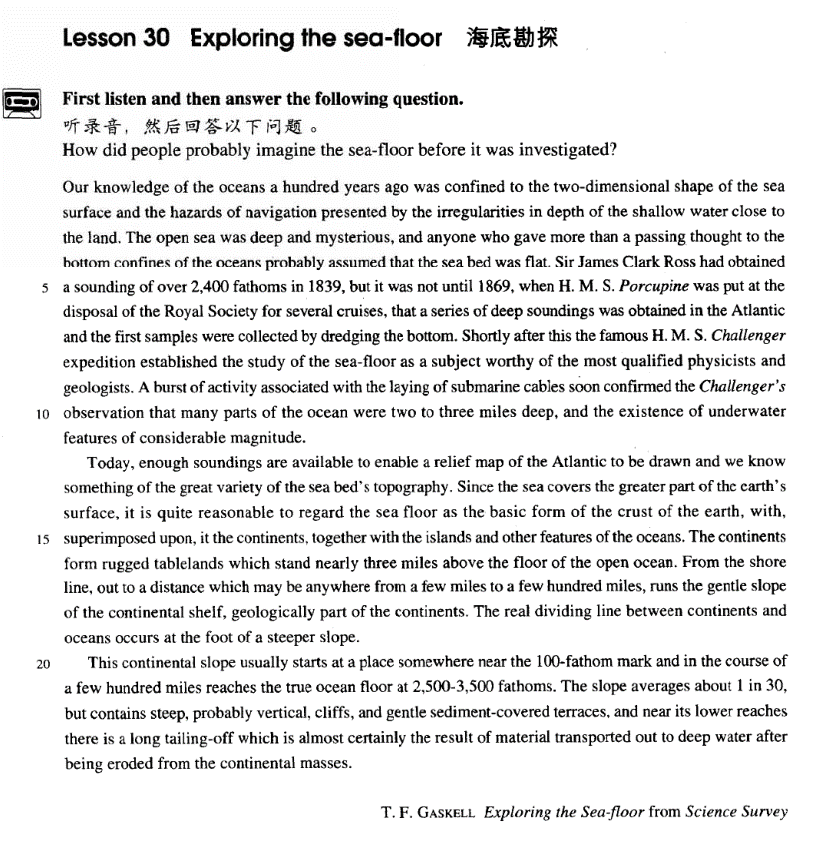 Lesson 30 Exploring the sea-floor 海底勘探
First listen and then answer the following question.
听录音，然后回答以下问题。
How did people probably imagine the sea-floor before it was investigated?
Our knowledge of the oceans a hundred years ago was confined to the two-dimensional shape of the sea
surface and the hazards of navigation presented by the irregularities in depth of the shallow water close to
the land. The open sea was deep and mysterious, and anyone who gave more than a passing thought to the
bottom confines of the oceans probably assumed that the sea bed was flat. Sir James Clark Ross had obtained
5 a sounding of over 2,400 fathoms in 1839, but it was not until 1869, when H. M. S. Porcupine was put at the
disposal of the Royal Society for several cruises, that a series of deep soundings was obtained in the Atlantic
and the first samples were collected by dredging the bottom. Shortly after this the famous H. M. S. Challenger
expedition established the study of the sea-floor as a subject worthy of the most qualified physicists and
geologists. A burst of activity associated with the laying of submarine cables soon confirmed the Challenger's
10 observation that many parts of the ocean were two to three miles deep, and the existence of underwater
features of considerable magnitude.
Today, enough soundings are available to enable a relief map of the Atlantic to be drawn and we know
something of the great variety of the sea bed's topography. Since the sea covers the greater part of the earth's
surface, it is quite reasonable to regard the sea floor as the basic form of the crust of the earth, with,
15 superimposed upon, it the continents, together with the islands and other features of the oceans. The continents
form rugged tablelands which stand nearly three miles above the floor of the open ocean. From the shore
line, out to a distance which may be anywhere from a few miles to a few hundred miles, runs the gentle slope
of the continental shelf, geologically part of the continents. The real dividing line between continents and
oceans occurs at the foot of a steeper slope.
20 This continental slope usually starts at a place somewhere near the 100-fathom mark and in the course of
a few hundred miles reaches the true ocean floor at 2,500-3,500 fathoms. The slope averages about 1 in 30,
but contains steep, probably vertical, cliffs, and gentle sediment-covered terraces, and near its lower reaches
there is a long tailing-off which is almost certainly the result of material transported out to deep water after
being eroded from the continental masses.
T. F. GASKELL Exploring the Sea-floor from Science Survey